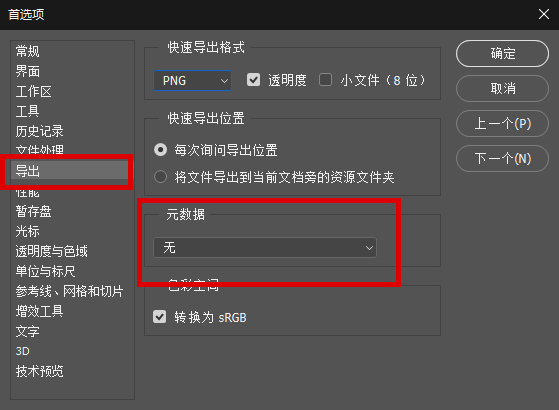 首选项
常规
界面
工作区
工具
历史记录
文件处理
导出
性能
暂存盘
光标
透明度与色域
单位与标尺
参考线、网格和切片
增效工具
文字
3D
技术预览
快速导出格式
PNG
透明度
小文件（8 位）
快速导出位置
每次询问导出位置
将文件导出到当前文档旁的资源文件夹
元数据
无
色彩空间
转换为 sRGB
确定
取消
上一个(P)
下一个(N)